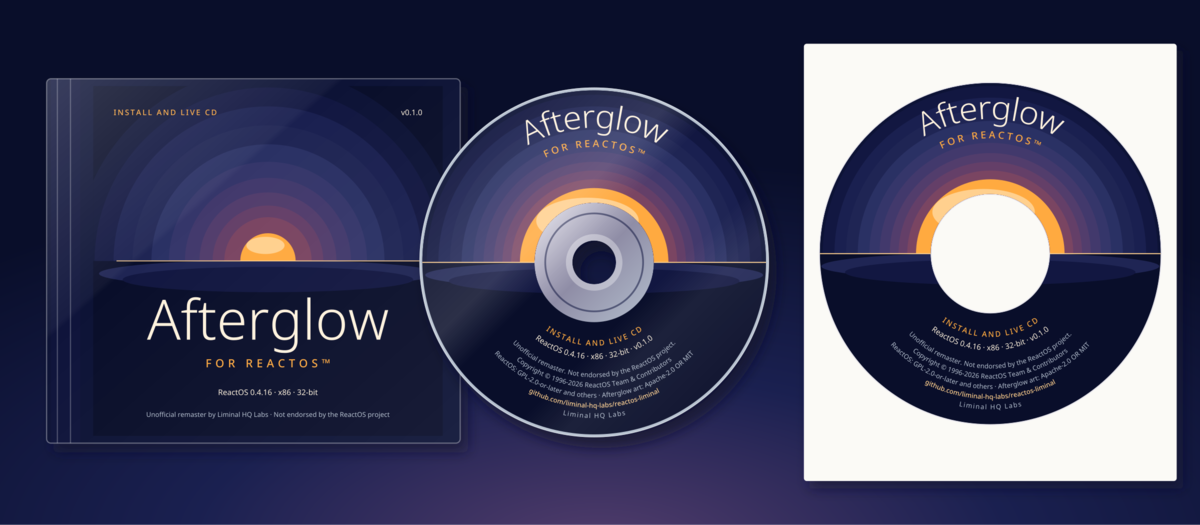 INSTALL AND LIVE CD
v0.1.0
Afterglow
FOR REACTOS™
ReactOS 0.4.16 · x86 · 32-bit
Unofficial remaster by Liminal HQ Labs · Not endorsed by the ReactOS project
Afterglow
FOR REACTOS™
INSTALL AND LIVE CD
ReactOS 0.4.16 · x86 · 32-bit · v0.1.0
Unofficial remaster. Not endorsed by the ReactOS project.
Copyright © 1996-2026 ReactOS Team & Contributors
ReactOS: GPL-2.0-or-later and others · Afterglow art: Apache-2.0 OR MIT
github.com/liminal-hq-labs/reactos-liminal
Liminal HQ Labs
Afterglow
FOR REACTOS™
INSTALL AND LIVE CD
ReactOS 0.4.16 · x86 · 32-bit · v0.1.0
Unofficial remaster. Not endorsed by the ReactOS project.
Copyright © 1996-2026 ReactOS Team & Contributors
ReactOS: GPL-2.0-or-later and others · Afterglow art: Apache-2.0 OR MIT
github.com/liminal-hq-labs/reactos-liminal
Liminal HQ Labs